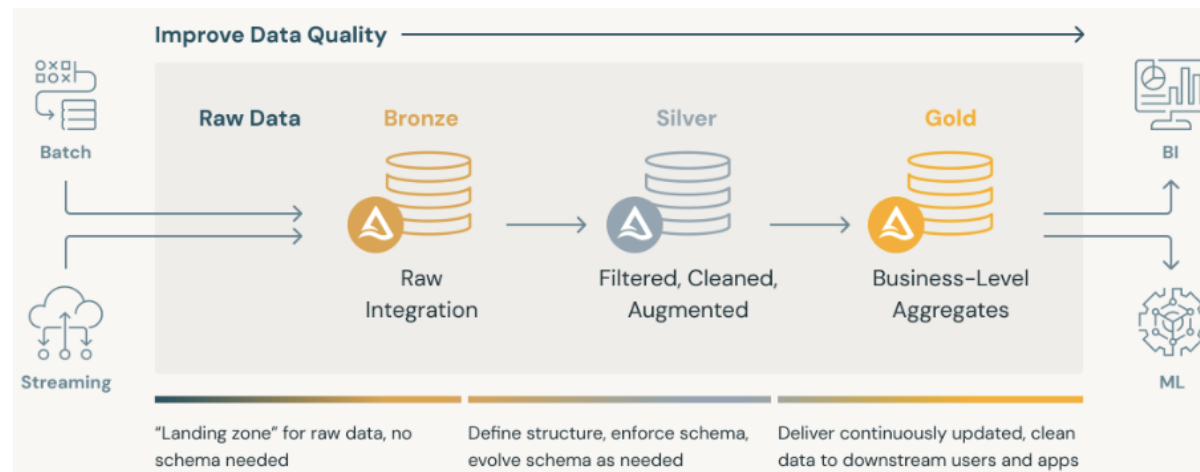 Improve Data Quality
Batch
Streaming
Raw Data
Bronze
Silver
Gold
Raw
Integration
Filtered, Cleaned,
Augmented
Business-Level
Aggregates
BI
ML
"Landing zone" for raw data, no
schema needed
Define structure, enforce schema,
evolve schema as needed
Deliver continuously updated, clean
data to downstream users and apps